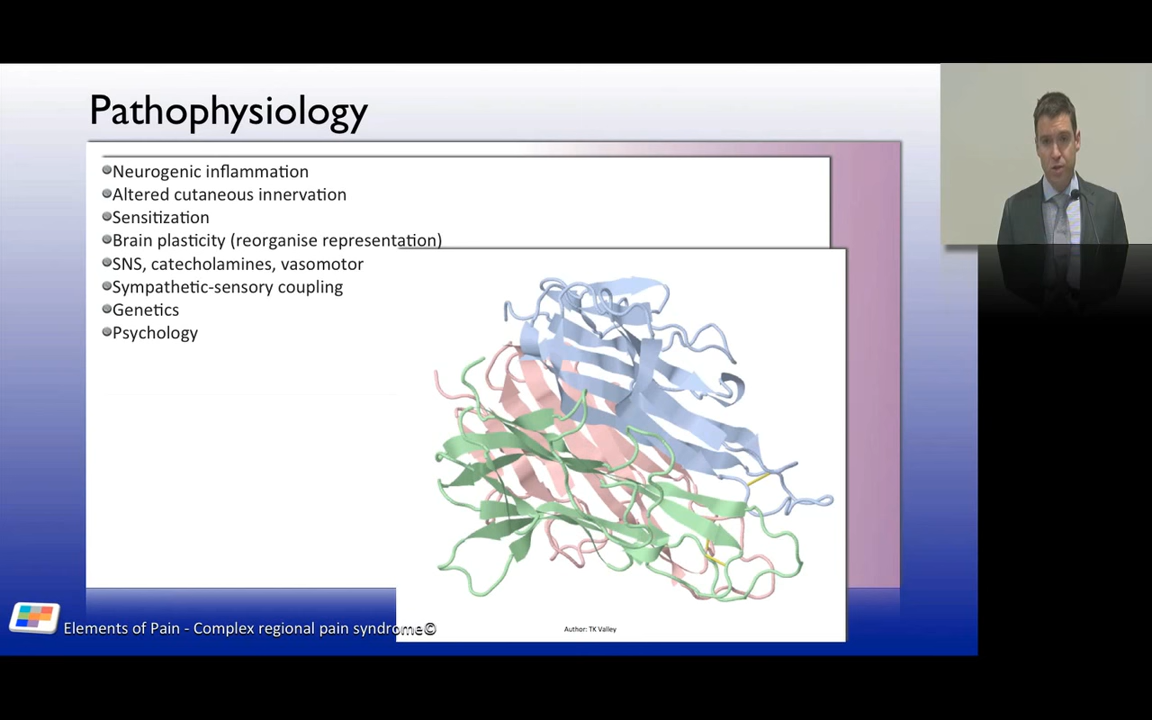 Pathophysiology
Neurogenic inflammation
Altered cutaneous innervation
Sensitization
Brain plasticity (reorganise representation)
SNS, catecholamines, vasomotor
Sympathetic-sensory coupling
Genetics
Psychology
Elements of Pain - Complex regional pain syndrome©
Author: TK Valley